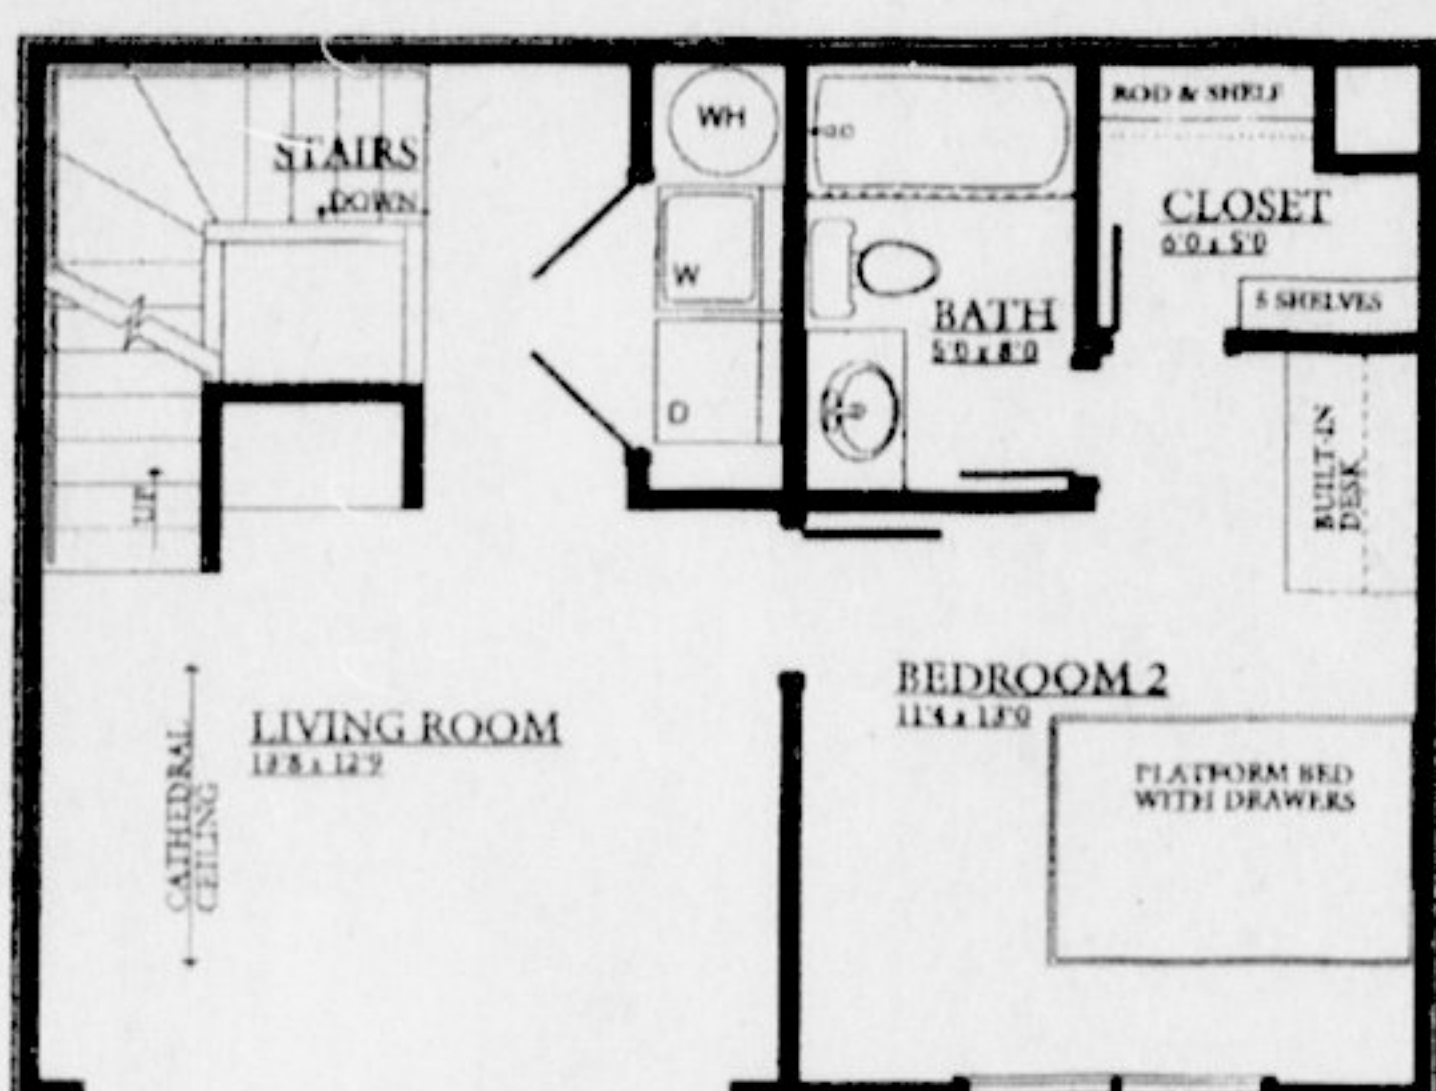 WH
ROD & SHELF
STAIRS
DOWN
CLOSET
6'0 x 5'0
W
5 SHELVES
BATH
5'0 x 8'0
D
BUILT-IN
DESK
UP
BEDROOM 2
11'4 x 13'0
LIVING ROOM
13'8 x 12'9
CATHEDRAL
CEILING
PLATFORM BED
WITH DRAWERS